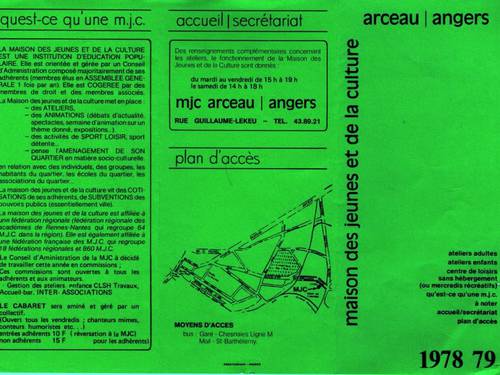 quest-ce qu'une m.j.c.
LA MAISON DES JEUNES ET DE LA CULTURE
EST UNE INSTITUTION D'EDUCATION POPU-
LAIRE. Elle est cogérée et gérée par un Conseil
d'Administration composé majoritairement de ses
adhérents (membres élus en ASSEMBLEE GENE-
RALE 1 fois par an). Elle est COGEREE par des
membres de droit et des membres associés.
La Maison des jeunes et de la culture met en place :
– des ATELIERS,
– des ANIMATIONS (débats d'actualité,
spectacles, semaine d'animation sur un
thème donné, expositions..).
– des activités de SPORT LOISIR, sport
détente...
– pense l'AMENAGEMENT DE SON
QUARTIER en matière socio-culturelle.
en relation avec des individus, des groupes, les
habitants du quartier, les écoles du quartier, les
associations du quartier...
La maison des jeunes et de la culture vit des COTI-
SATIONS de ses adhérents, de SUBVENTIONS des
pouvoirs publics (essentiellement ville).
La maison des jeunes et de la culture est affiliée à
une fédération régionale (fédération régionale des
académies de Rennes-Nantes qui regroupe 64
M.J.C. dans la région). Elle est également affiliée à
une fédération française des M.J.C. qui regroupe
18 fédérations régionales et 860 M.J.C.
Le Conseil d'Aministration de la MJC à décidé
de travailler cette année en commissions ;
Ces commissions sont ouvertes à tous les
adhérents et aux animateurs.
Gestion des ateliers. enfance CLSH Travaux,
Accueil-bar. INTER-ASSOCIATIONS
LE CABARET sera animé et géré par un
collectif.
(Ouvert tous les vendredis ; chanteurs mimes,
conteurs humoristes etc... )
entrées adhérents 10 F ( réversation à la MJC)
non adhérents 15 F pour les adhérents)
accueil|secrétariat
Des renseignements complémentaires concernant
les ateliers, le fonctionnement de la Maison des
Jeunes et de la Culture sont donnés :
du mardi au vendredi de 15 h à 19 h
le samedi de 14 h à 18 h
mjc arceau|angers
RUE GUILLAUME-LEKEU – TEL. 43.89.21
plan d'accès
MJC
MOYENS D'ACCES
bus : Gare - Chesnaies Ligne M
Mail - St-Barthélemy.
arceau|angers
maison des jeunes et de la culture
ateliers adultes
ateliers enfants
centre de loisirs
sans hébergement
(ou mercredis récréatifs)
qu'est-ce qu'une m.j.c.
à noter
accueil/secrétariat
plan d'accès
1978 79